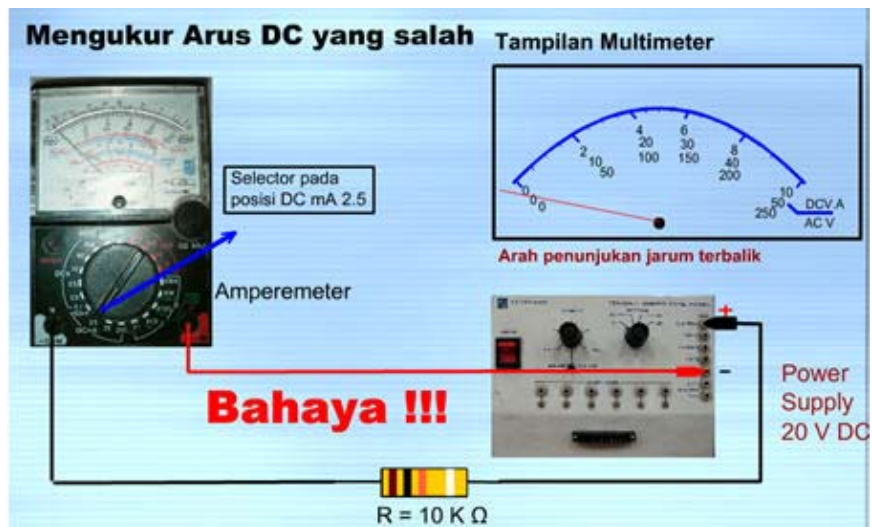 Mengukur Arus DC yang salah
Tampilan Multimeter
Selector pada
posisi DC mA 2.5
0
0
0
2
10
50
4
20
100
6
30
150
8
40
200
10
50
250
DCV.A
AC V
Arah penunjukan jarum terbalik
Amperemeter
+
-
Bahaya !!!
Power
Supply
20 V DC
R = 10 K Ω